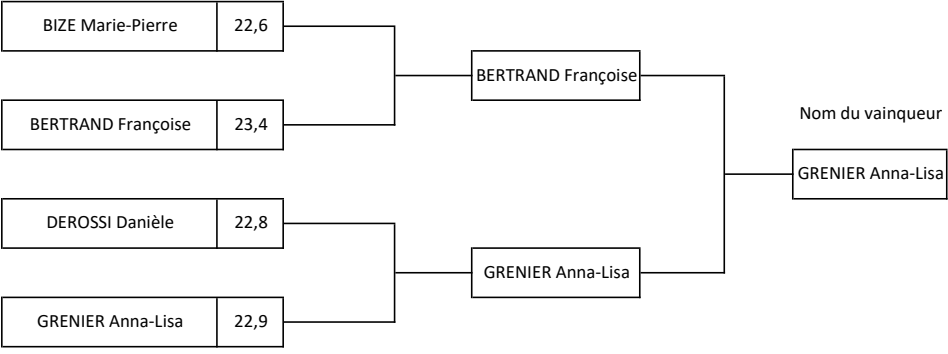 BIZE Marie-Pierre 22,6
BERTRAND Françoise
BERTRAND Françoise 23,4
Nom du vainqueur
GRENIER Anna-Lisa
DEROSSI Danièle 22,8
GRENIER Anna-Lisa
GRENIER Anna-Lisa 22,9